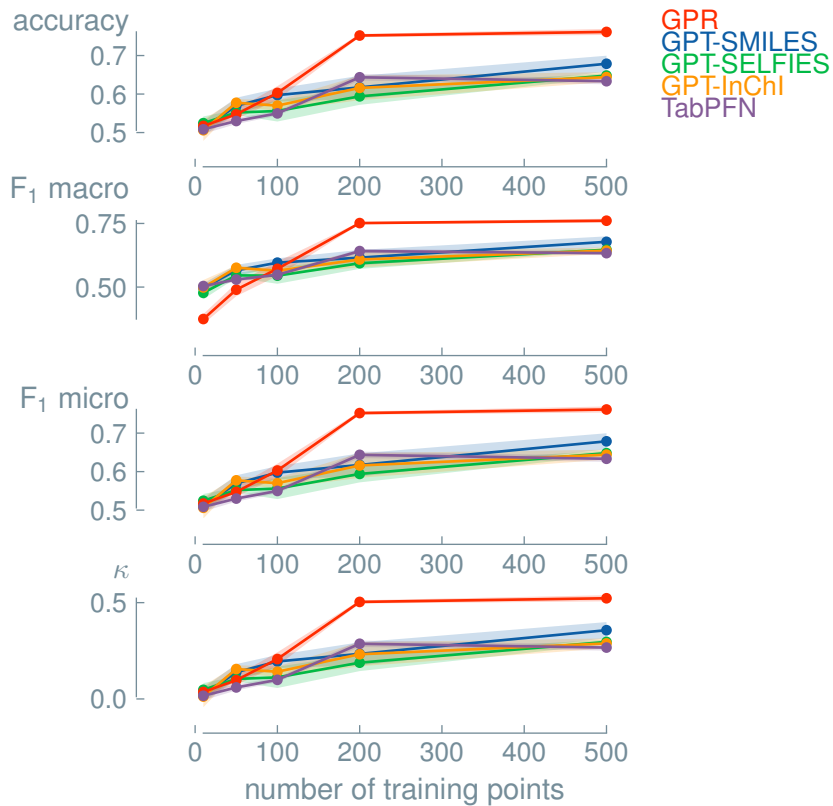 accuracy
0.7
0.6
0.5
0 100 200 300 400 500
GPR
GPT-SMILES
GPT-SELFIES
GPT-InChI
TabPFN
F₁ macro
0.75
0.50
0 100 200 300 400 500
F₁ micro
0.7
0.6
0.5
0 100 200 300 400 500
κ
0.5
0.0
0 100 200 300 400 500
number of training points